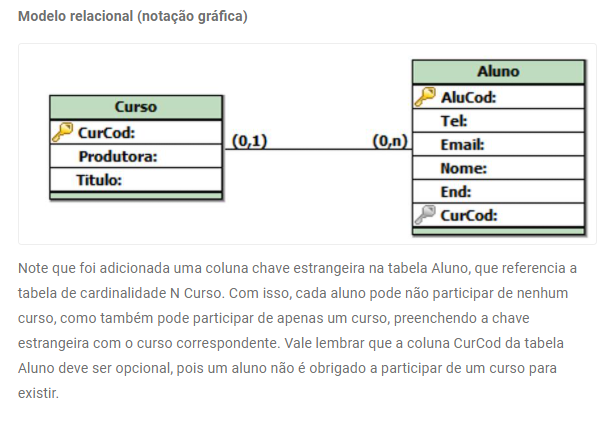 Modelo relacional (notação gráfica)
Curso
CurCod:
Produtora:
Titulo:
(0,1)
(0,n)
Aluno
AluCod:
Tel:
Email:
Nome:
End:
CurCod:
Note que foi adicionada uma coluna chave estrangeira na tabela Aluno, que referencia a
tabela de cardinalidade N Curso. Com isso, cada aluno pode não participar de nenhum
curso, como também pode participar de apenas um curso, preenchendo a chave
estrangeira com o curso correspondente. Vale lembrar que a coluna CurCod da tabela
Aluno deve ser opcional, pois um aluno não é obrigado a participar de um curso para
existir.